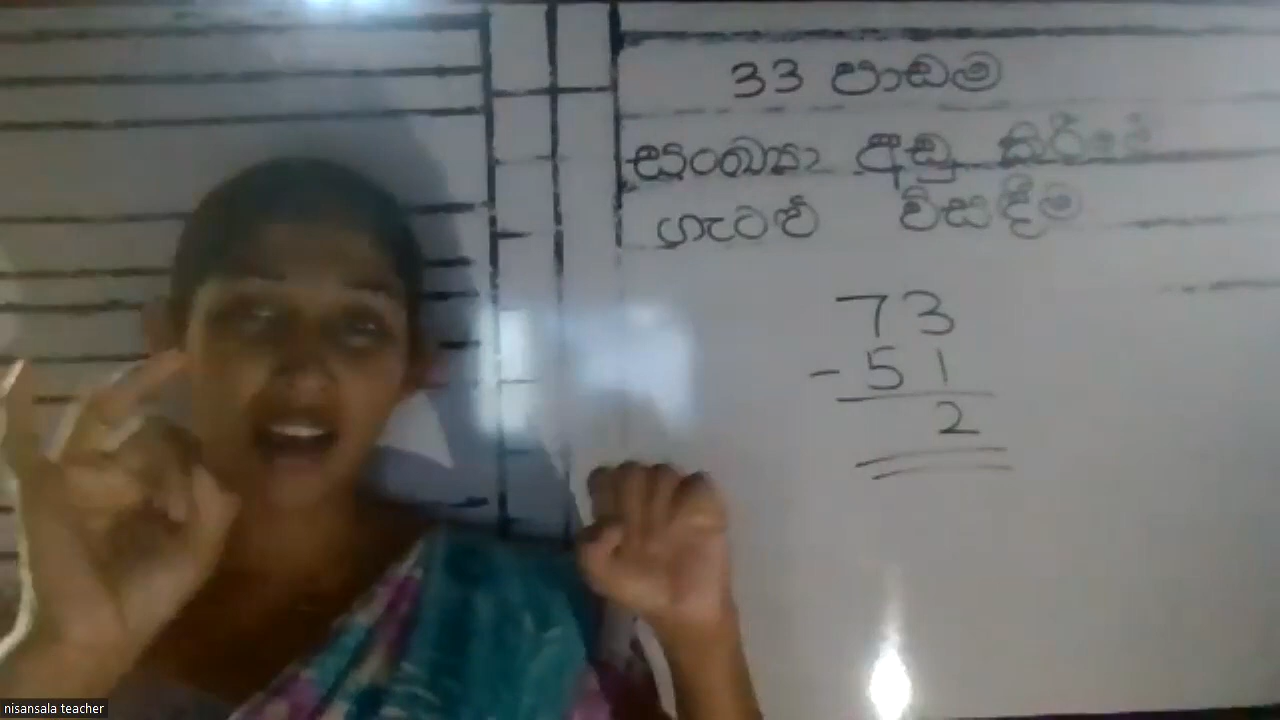 33 පාඩම
සංඛ්‍යා අඩු කිරීමේ
ගැටළු විසඳීම
73
- 51
2
nisansala teacher